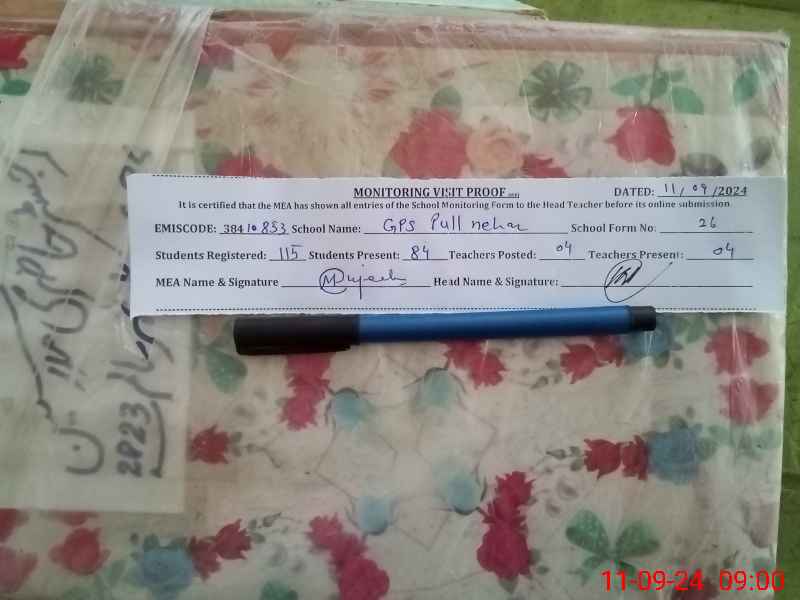 MONITORING VISIT PROOF DATED: 11/09/2024
It is certified that the MEA has shown all entries of the School Monitoring Form to the Head Teacher before its online submission
EMISCODE: 38410853 School Name: GPS Pull nehar School Form No: 26
Students Registered: 115 Students Present: 84 Teachers Posted: 04 Teachers Present: 04
MEA Name & Signature Mujeeb Head Name & Signature:
2023
11-09-24 09:00